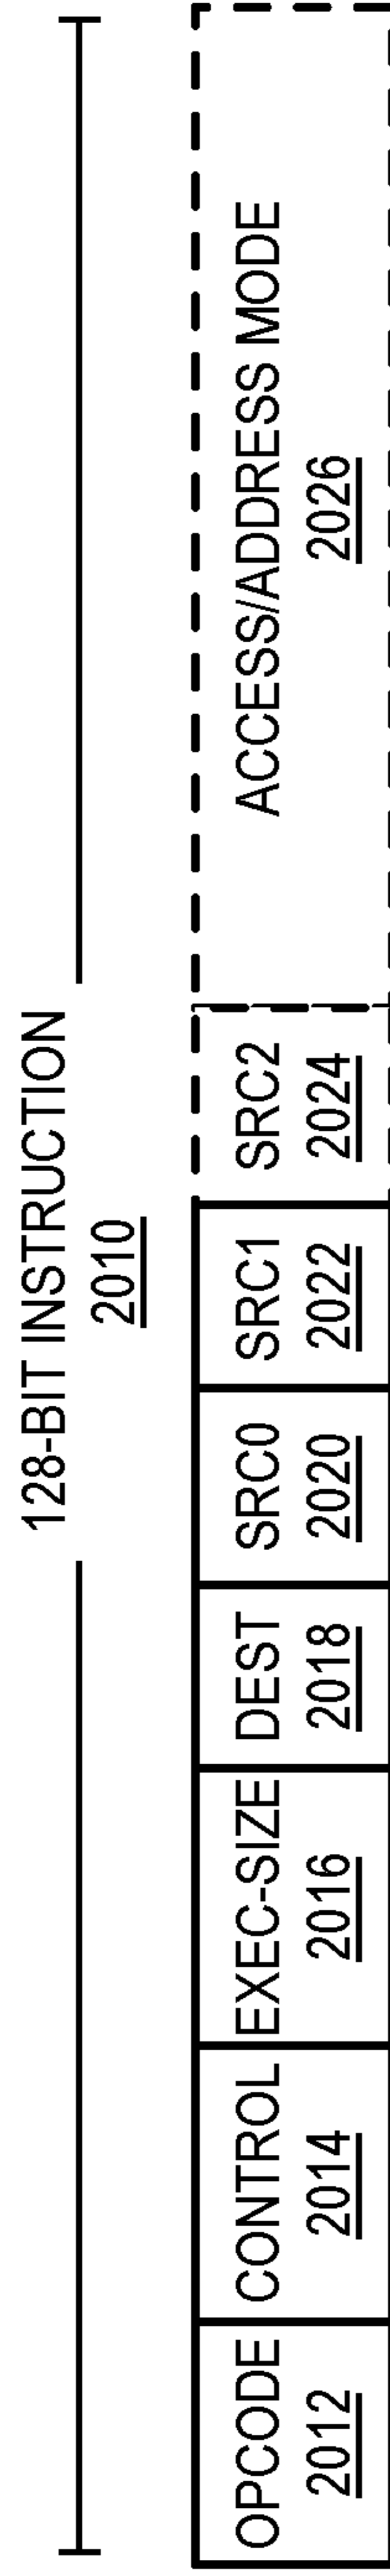 128-BIT INSTRUCTION
2010
OPCODE
2012
CONTROL
2014
EXEC-SIZE
2016
DEST
2018
SRC0
2020
SRC1
2022
SRC2
2024
ACCESS/ADDRESS MODE
2026